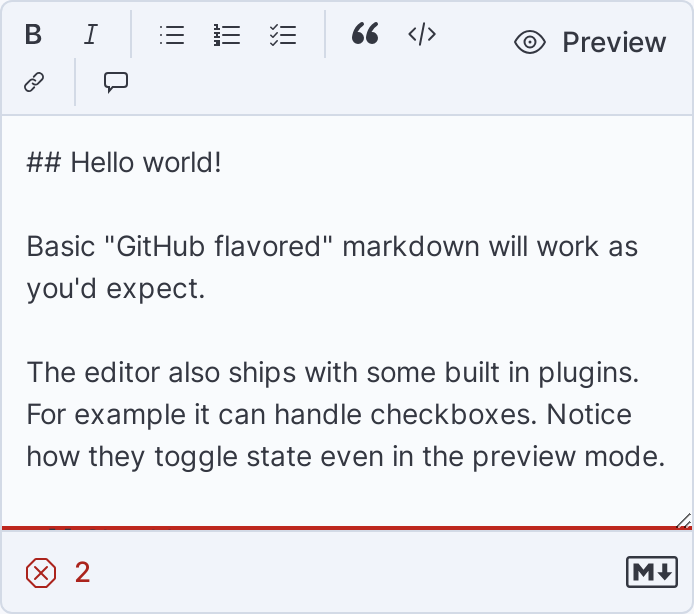 B I
Preview
## Hello world!
Basic "GitHub flavored" markdown will work as
you'd expect.
The editor also ships with some built in plugins.
For example it can handle checkboxes. Notice
how they toggle state even in the preview mode.
2
M